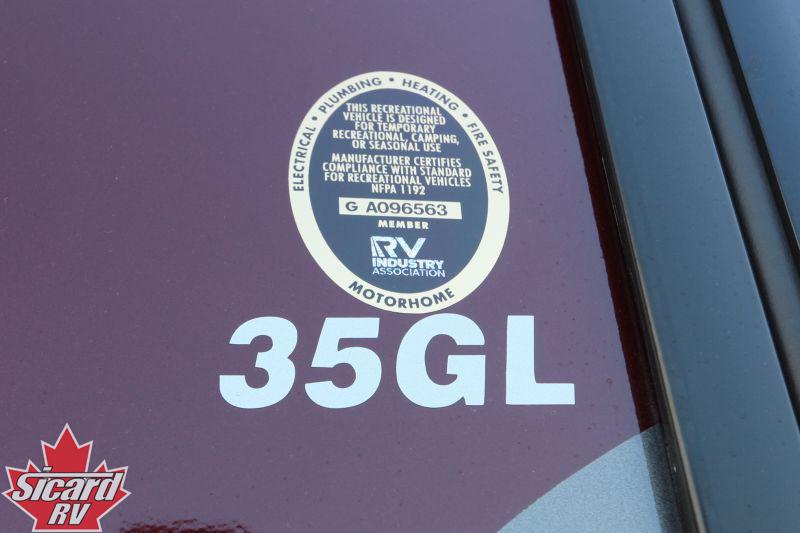 ELECTRICAL • PLUMBING • HEATING • FIRE SAFETY
THIS RECREATIONAL
VEHICLE IS DESIGNED
FOR TEMPORARY
RECREATIONAL, CAMPING,
OR SEASONAL USE
MANUFACTURER CERTIFIES
COMPLIANCE WITH STANDARD
FOR RECREATIONAL VEHICLES
NFPA 1192
G A096563
MEMBER
RV
INDUSTRY
ASSOCIATION
MOTORHOME
35GL
Sicard
RV